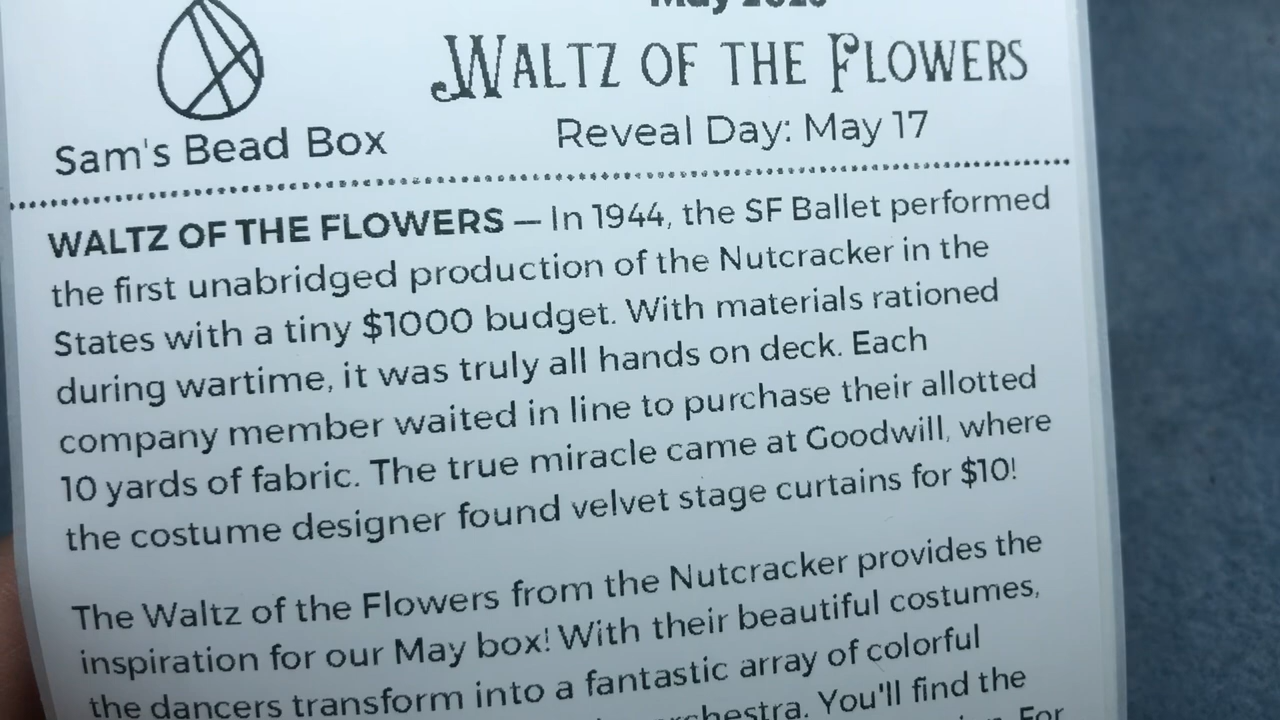 May
WALTZ OF THE FLOWERS
Reveal Day: May 17
Sam's Bead Box
WALTZ OF THE FLOWERS — In 1944, the SF Ballet performed
the first unabridged production of the Nutcracker in the
States with a tiny $1000 budget. With materials rationed
during wartime, it was truly all hands on deck. Each
company member waited in line to purchase their allotted
10 yards of fabric. The true miracle came at Goodwill, where
the costume designer found velvet stage curtains for $10!
The Waltz of the Flowers from the Nutcracker provides the
inspiration for our May box! With their beautiful costumes,
the dancers transform into a fantastic array of colorful
You'll find the
For